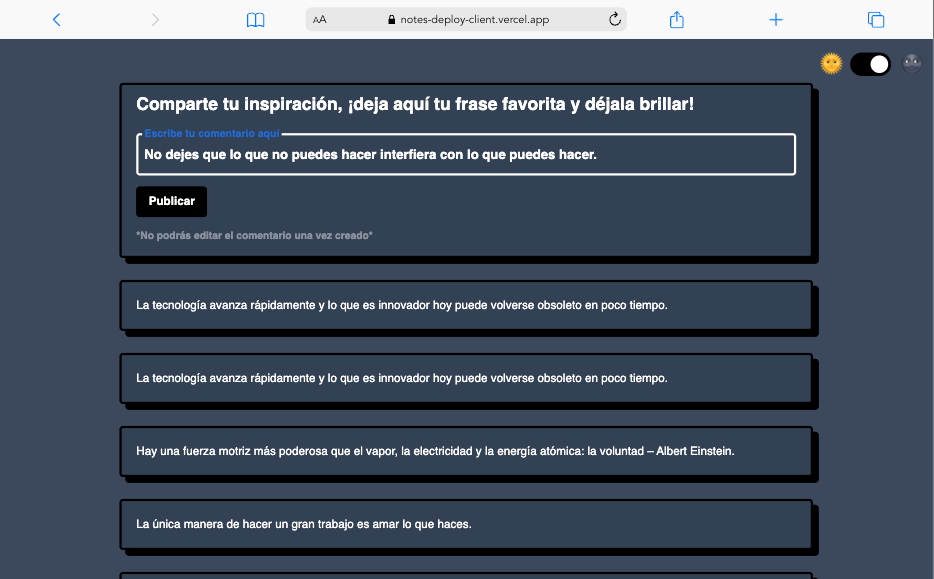 AA notes-deploy-client.vercel.app
Comparte tu inspiración, ¡deja aquí tu frase favorita y déjala brillar!
Escribe tu comentario aquí
No dejes que lo que no puedes hacer interfiera con lo que puedes hacer.
Publicar
*No podrás editar el comentario una vez creado*
La tecnología avanza rápidamente y lo que es innovador hoy puede volverse obsoleto en poco tiempo.
La tecnología avanza rápidamente y lo que es innovador hoy puede volverse obsoleto en poco tiempo.
Hay una fuerza motriz más poderosa que el vapor, la electricidad y la energía atómica: la voluntad – Albert Einstein.
La única manera de hacer un gran trabajo es amar lo que haces.